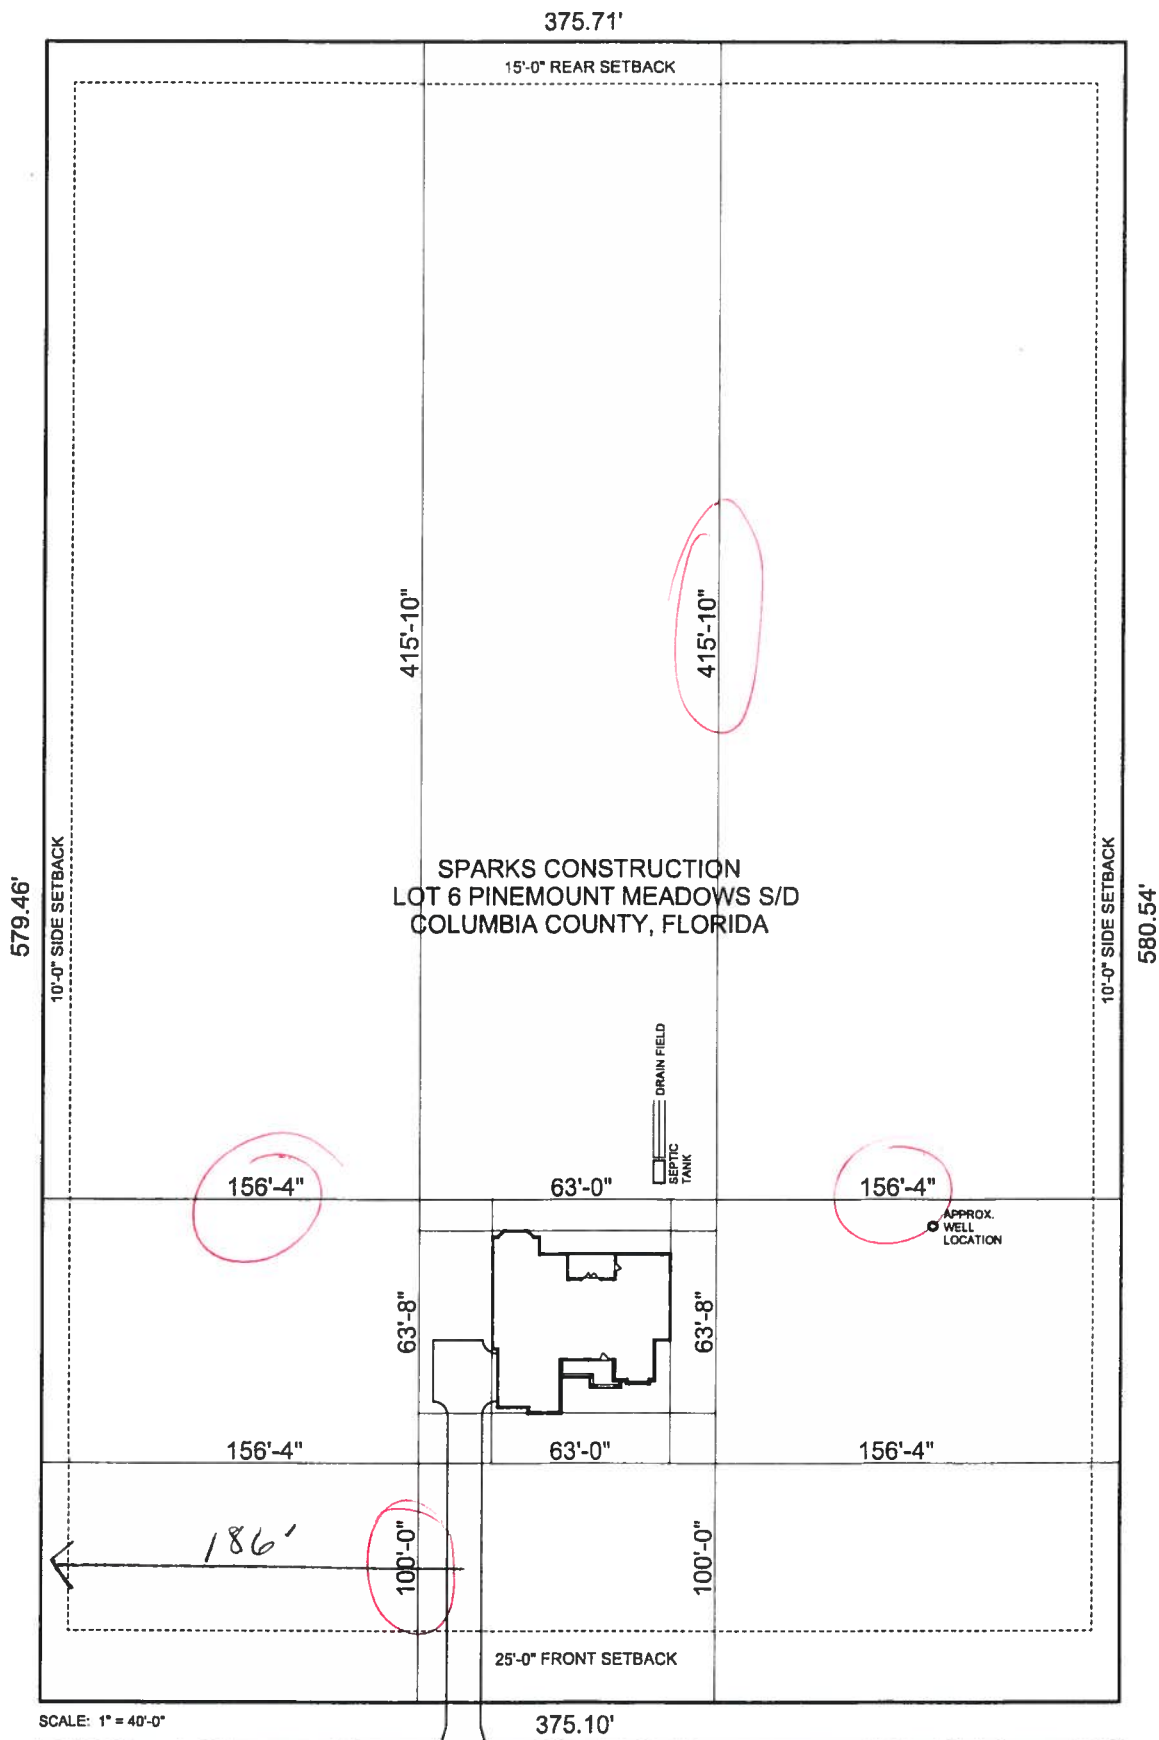 375.71'
15'-0" REAR SETBACK
415'-10"
415'-10"
SPARKS CONSTRUCTION
LOT 6 PINEMOUNT MEADOWS S/D
COLUMBIA COUNTY, FLORIDA
579.46'
10'-0" SIDE SETBACK
10'-0" SIDE SETBACK
580.54'
DRAIN FIELD
SEPTIC
TANK
156'-4"
63'-0"
156'-4"
APPROX.
WELL
LOCATION
63'-8"
63'-8"
156'-4"
63'-0"
156'-4"
186'
100'-0"
100'-0"
25'-0" FRONT SETBACK
SCALE: 1" = 40'-0"
375.10'